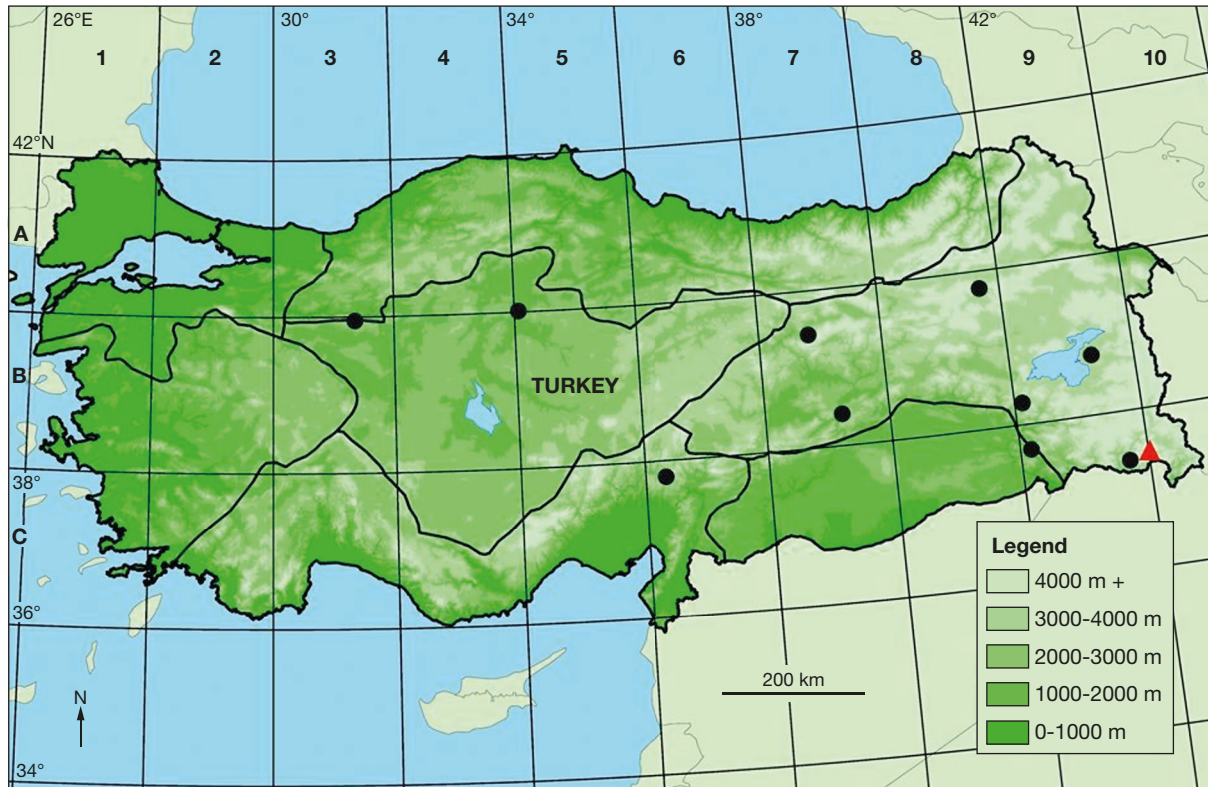 26°E 30° 34° 38° 42°
1 2 3 4 5 6 7 8 9 10
42°N
A
B
TURKEY
38°
C
Legend
4000 m +
3000-4000 m
2000-3000 m
1000-2000 m
0-1000 m
36°
200 km
N
34°